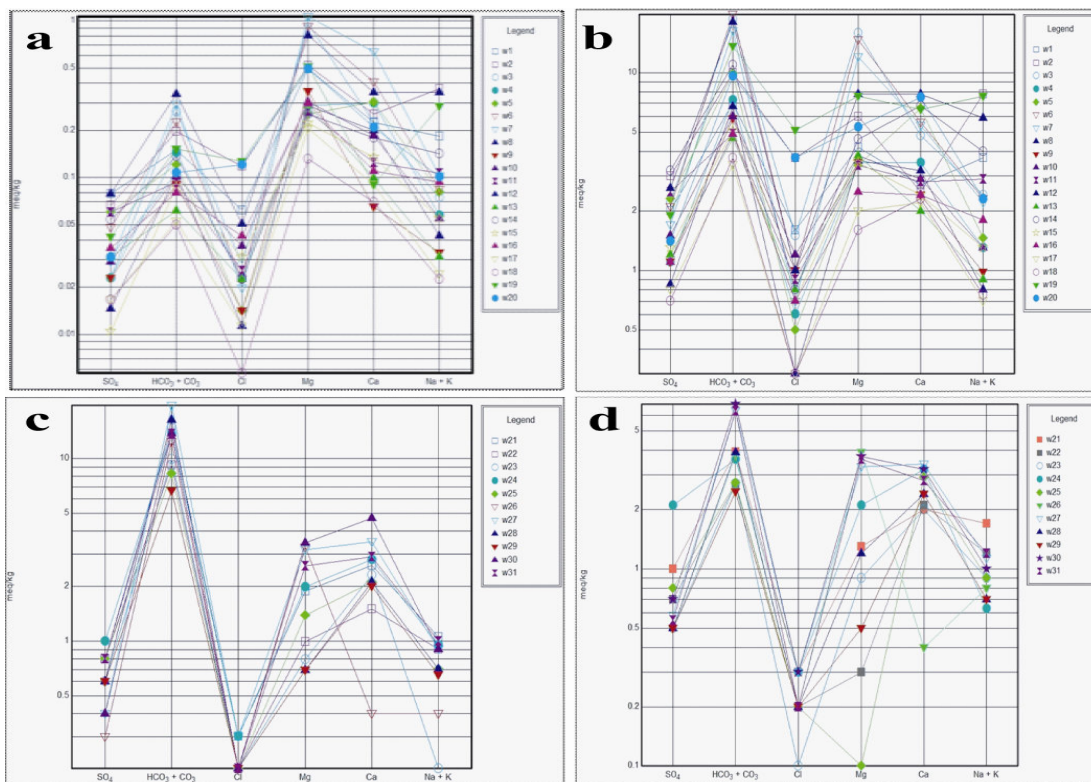 a
1
0.5
0.2
0.1
0.05
0.02
0.01
meq/kg
SO₄ HCO₃ + CO₃ Cl Mg Ca Na + K
Legend
w1
w2
w3
w4
w5
w6
w7
w8
w9
w10
w11
w12
w13
w14
w15
w16
w17
w18
w19
w20
b
10
5
2
1
0.5
meq/kg
SO₄ HCO₃ + CO₃ Cl Mg Ca Na + K
Legend
w1
w2
w3
w4
w5
w6
w7
w8
w9
w10
w11
w12
w13
w14
w15
w16
w17
w18
w19
w20
c
10
5
2
1
0.5
meq/kg
SO₄ HCO₃ + CO₃ Cl Mg Ca Na + K
Legend
w21
w22
w23
w24
w25
w26
w27
w28
w29
w30
w31
d
5
2
1
0.5
0.2
0.1
meq/kg
SO₄ HCO₃ + CO₃ Cl Mg Ca Na + K
Legend
w21
w22
w23
w24
w25
w26
w27
w28
w29
w30
w31